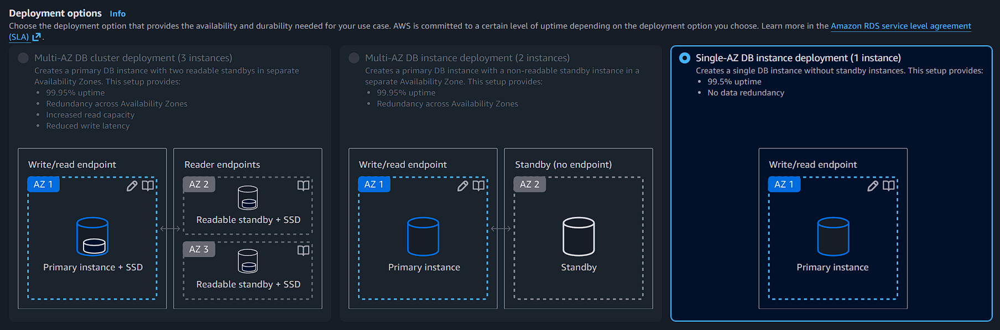 Deployment options Info
Choose the deployment option that provides the availability and durability needed for your use case. AWS is committed to a certain level of uptime depending on the deployment option you choose. Learn more in the Amazon RDS service level agreement
(SLA) .
Multi-AZ DB cluster deployment (3 instances)
Creates a primary DB instance with two readable standbys in separate
Availability Zones. This setup provides:
• 99.95% uptime
• Redundancy across Availability Zones
• Increased read capacity
• Reduced write latency
Write/read endpoint
AZ 1
Primary instance + SSD
Reader endpoints
AZ 2
Readable standby + SSD
AZ 3
Readable standby + SSD
Multi-AZ DB instance deployment (2 instances)
Creates a primary DB instance with a non-readable standby instance in a
separate Availability Zone. This setup provides:
• 99.95% uptime
• Redundancy across Availability Zones
Write/read endpoint
AZ 1
Primary instance
Standby (no endpoint)
AZ 2
Standby
Single-AZ DB instance deployment (1 instance)
Creates a single DB instance without standby instances. This setup provides:
• 99.5% uptime
• No data redundancy
Write/read endpoint
AZ 1
Primary instance